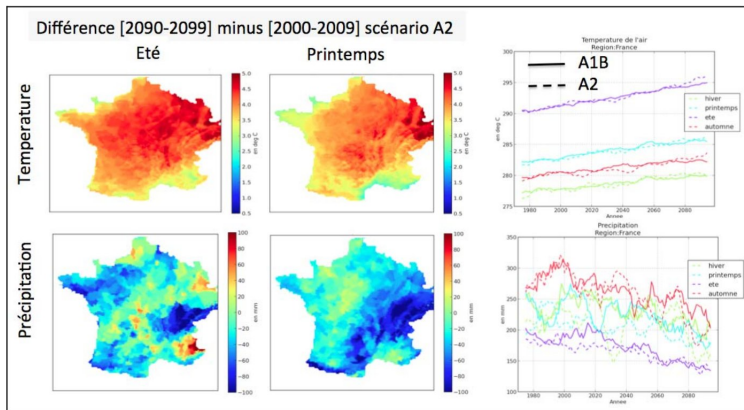 Différence [2090-2099] minus [2000-2009] scénario A2
Eté
Printemps
Température
5.0
4.5
4.0
3.5
3.0
2.5
2.0
1.5
1.0
0.5
en deg C
5.0
4.5
4.0
3.5
3.0
2.5
2.0
1.5
1.0
0.5
en deg C
Temperature de l'air
Region:France
A1B
A2
300
295
290
285
280
275
en deg C
hiver
printemps
ete
automne
1980
2000
2020
2040
2060
2080
Annee
Précipitation
100
80
60
40
20
0
−20
−40
−60
−80
−100
en mm
100
80
60
40
20
0
−20
−40
−60
−80
−100
en mm
Precipitation
Region:France
350
300
250
200
150
100
en mm
hiver
printemps
ete
automne
1980
2000
2020
2040
2060
2080
Annee